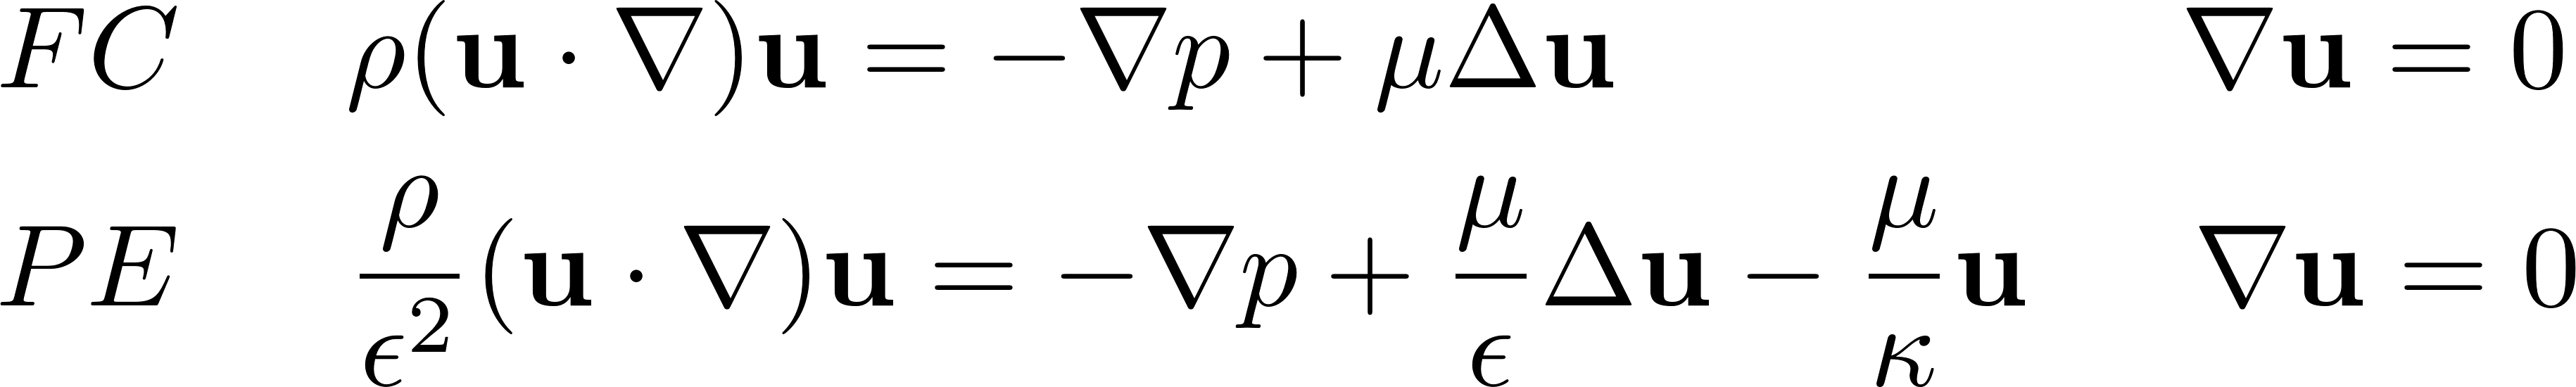 FC ρ(𝐮 · ∇)𝐮 = −∇p + μΔ𝐮 ∇𝐮 = 0
PE ρ/ϵ² (𝐮 · ∇)𝐮 = −∇p + μ/ϵ Δ𝐮 − μ/κ 𝐮 ∇𝐮 = 0